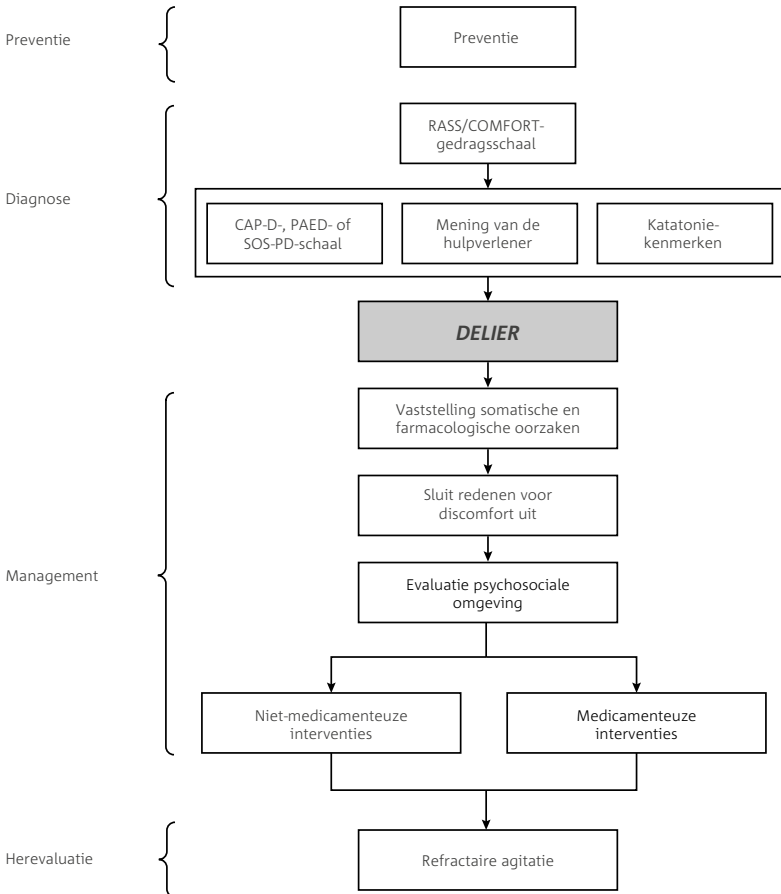 Preventie
Preventie
RASS/COMFORT-
gedragsschaal
Diagnose
CAP-D-, PAED- of
SOS-PD-schaal
Mening van de
hulpverlener
Katatonie-
kenmerken
DELIER
Vaststelling somatische en
farmacologische oorzaken
Sluit redenen voor
discomfort uit
Management
Evaluatie psychosociale
omgeving
Niet-medicamenteuze
interventies
Medicamenteuze
interventies
Herevaluatie
Refractaire agitatie